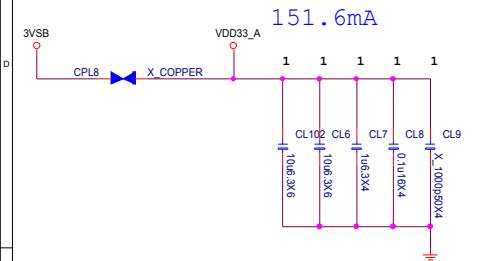 151.6mA
3VSB
VDD33_A
1 1 1 1 1
D
CPL8 X_COPPER
CL102 CL6 CL7 CL8 CL9
10u6.3X6
10u6.3X6
1u6.3X4
0.1u16X4
X_1000p50X4